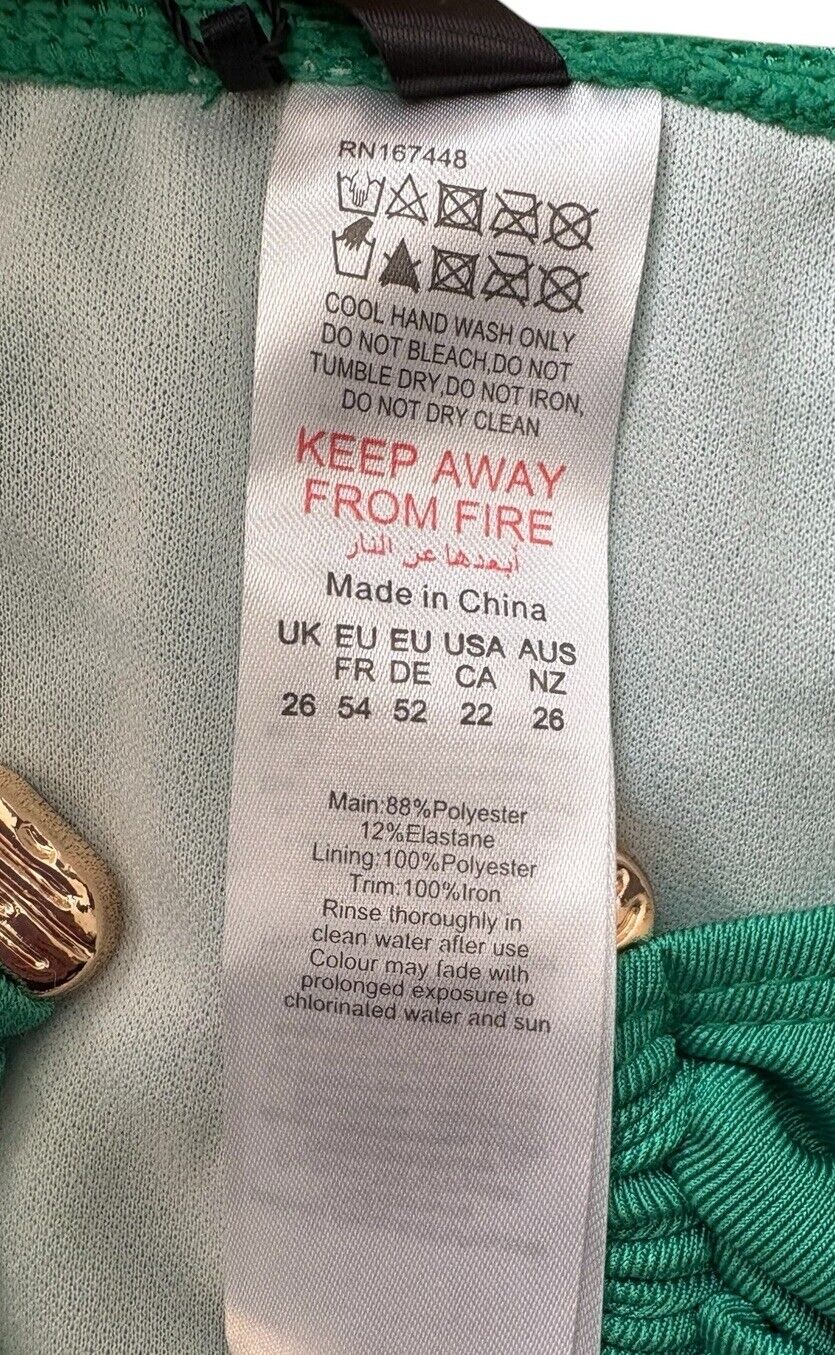 RN167448
COOL HAND WASH ONLY
DO NOT BLEACH,DO NOT
TUMBLE DRY,DO NOT IRON,
DO NOT DRY CLEAN
KEEP AWAY
FROM FIRE
أبعدها عن النار
Made in China
UK EU EU USA AUS
FR DE CA NZ
26 54 52 22 26
Main:88%Polyester
12%Elastane
Lining:100%Polyester
Trim:100%Iron
Rinse thoroughly in
clean water after use
Colour may fade with
prolonged exposure to
chlorinated water and sun